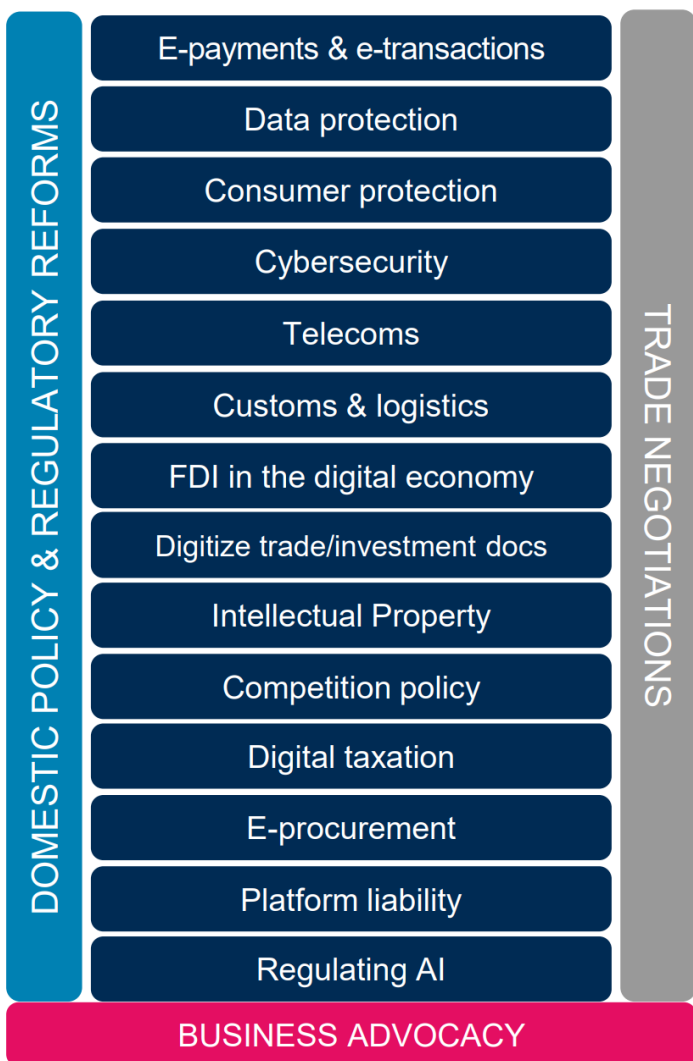 DOMESTIC POLICY & REGULATORY REFORMS
E-payments & e-transactions
Data protection
Consumer protection
Cybersecurity
Telecoms
Customs & logistics
FDI in the digital economy
Digitize trade/investment docs
Intellectual Property
Competition policy
Digital taxation
E-procurement
Platform liability
Regulating AI
TRADE NEGOTIATIONS
BUSINESS ADVOCACY